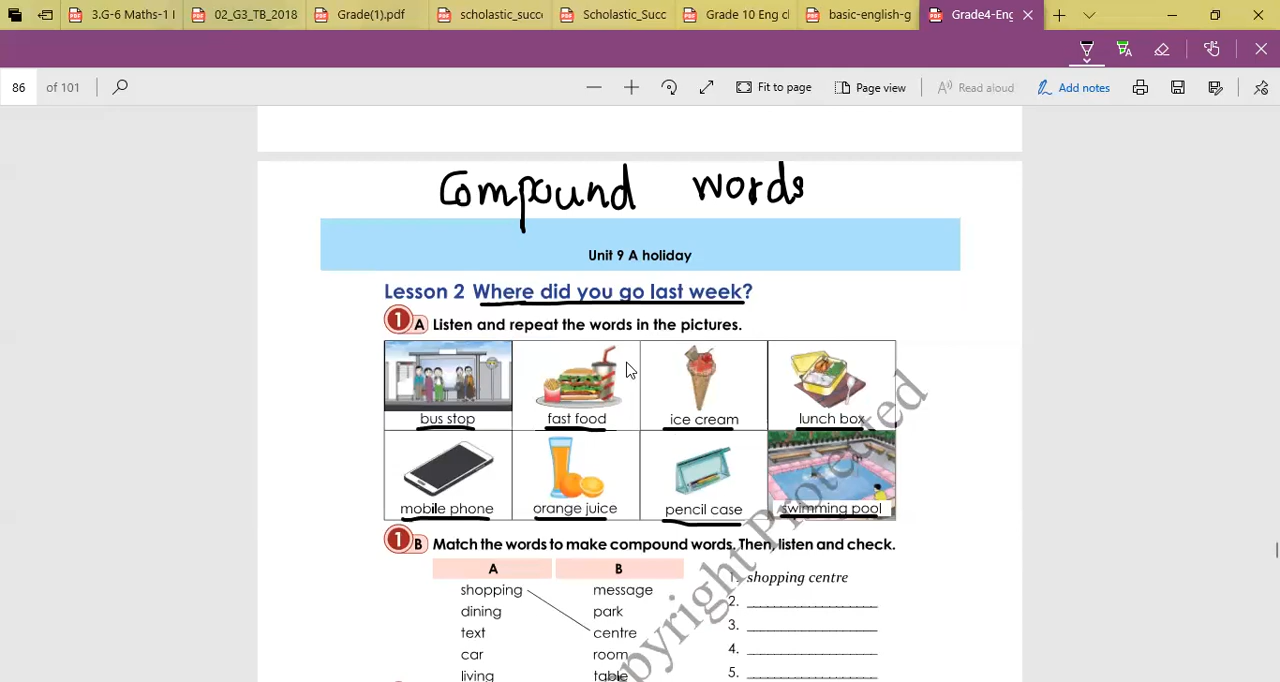 3.G-6 Maths-1 I
02_G3_TB_2018
Grade(1).pdf
scholastic_succ
Scholastic_Succ
Grade 10 Eng cl
basic-english-g
Grade4-Eng
86 of 101
Fit to page
Page view
Read aloud
Add notes
Compound words
Unit 9 A holiday
Lesson 2 Where did you go last week?
1 A Listen and repeat the words in the pictures.
bus stop fast food ice cream lunch box
mobile phone orange juice pencil case swimming pool
1 B Match the words to make compound words. Then, listen and check.
A B
shopping message 1. shopping centre
dining park 2.
text centre 3.
car room 4.
living table 5.
opyright Protected